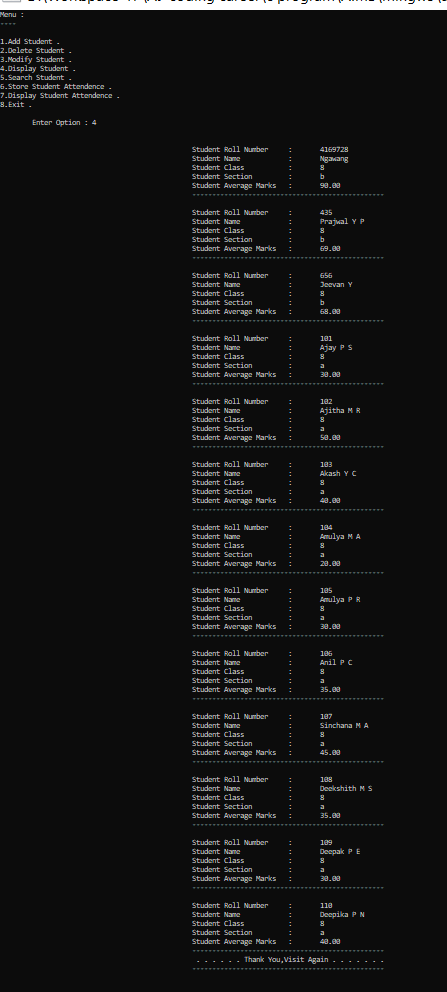 Menu :
----
1.Add Student .
2.Delete Student .
3.Modify Student .
4.Display Student .
5.Search Student .
6.Store Student Attendence .
7.Display Student Attendence .
8.Exit .
Enter Option : 4
Student Roll Number : 4169728
Student Name : Ngawang
Student Class : 8
Student Section : b
Student Average Marks : 90.00
------------------------------------------------
Student Roll Number : 435
Student Name : Prajwal Y P
Student Class : 8
Student Section : b
Student Average Marks : 69.00
------------------------------------------------
Student Roll Number : 656
Student Name : Jeevan Y
Student Class : 8
Student Section : b
Student Average Marks : 68.00
------------------------------------------------
Student Roll Number : 101
Student Name : Ajay P S
Student Class : 8
Student Section : a
Student Average Marks : 30.00
------------------------------------------------
Student Roll Number : 102
Student Name : Ajitha M R
Student Class : 8
Student Section : a
Student Average Marks : 50.00
------------------------------------------------
Student Roll Number : 103
Student Name : Akash Y C
Student Class : 8
Student Section : a
Student Average Marks : 40.00
------------------------------------------------
Student Roll Number : 104
Student Name : Amulya M A
Student Class : 8
Student Section : a
Student Average Marks : 20.00
------------------------------------------------
Student Roll Number : 105
Student Name : Amulya P R
Student Class : 8
Student Section : a
Student Average Marks : 30.00
------------------------------------------------
Student Roll Number : 106
Student Name : Anil P C
Student Class : 8
Student Section : a
Student Average Marks : 35.00
------------------------------------------------
Student Roll Number : 107
Student Name : Sinchana M A
Student Class : 8
Student Section : a
Student Average Marks : 45.00
------------------------------------------------
Student Roll Number : 108
Student Name : Deekshith M S
Student Class : 8
Student Section : a
Student Average Marks : 35.00
------------------------------------------------
Student Roll Number : 109
Student Name : Deepak P E
Student Class : 8
Student Section : a
Student Average Marks : 30.00
------------------------------------------------
Student Roll Number : 110
Student Name : Deepika P N
Student Class : 8
Student Section : a
Student Average Marks : 40.00
------------------------------------------------
. . . . . . Thank You,Visit Again . . . . . . .
------------------------------------------------